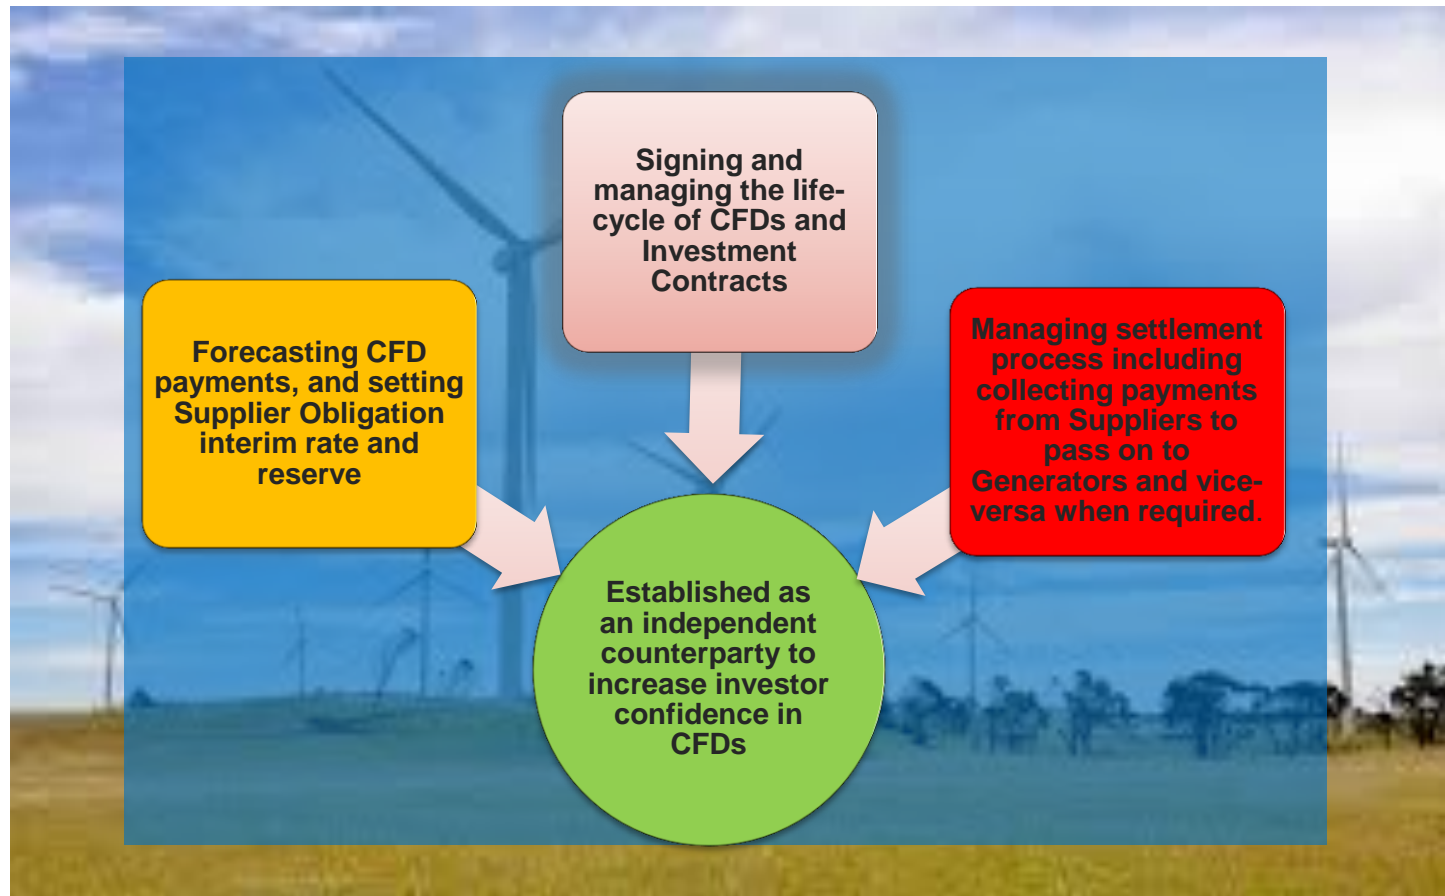 Signing and
managing the life-
cycle of CFDs and
Investment
Contracts
Forecasting CFD
payments, and setting
Supplier Obligation
interim rate and
reserve
Managing settlement
process including
collecting payments
from Suppliers to
pass on to
Generators and vice-
versa when required.
Established as
an independent
counterparty to
increase investor
confidence in
CFDs